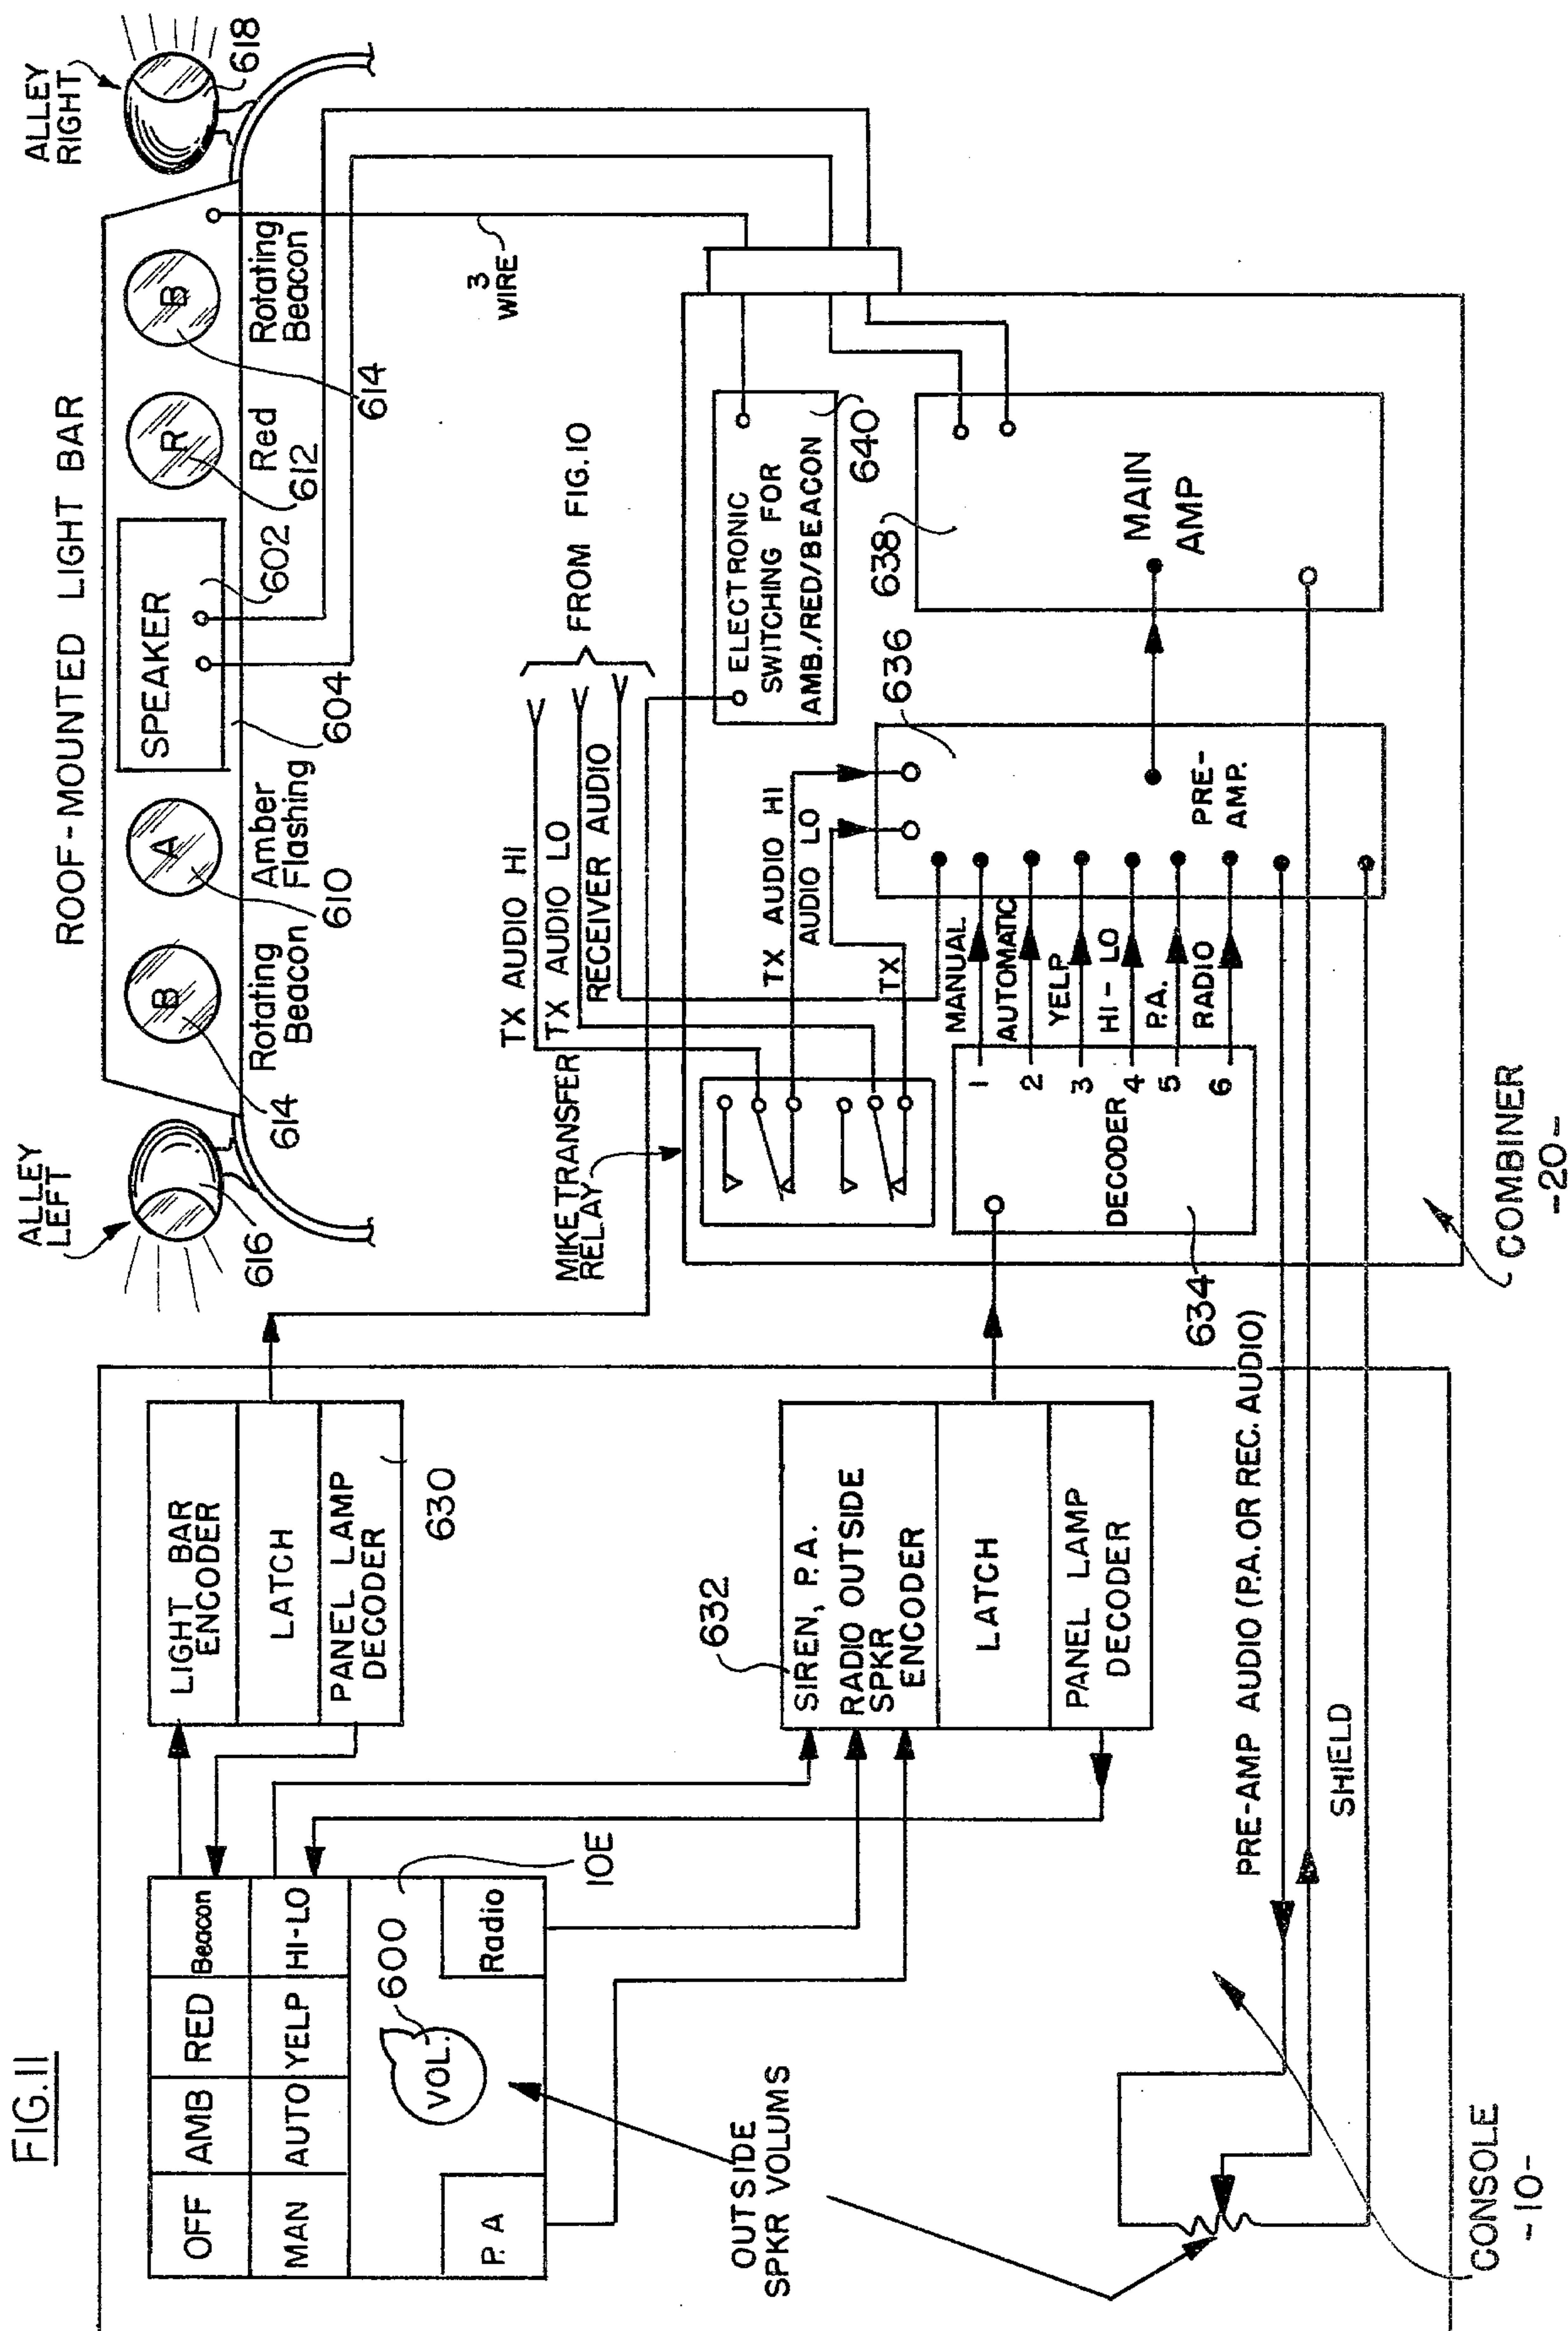 FIG. 11
ROOF-MOUNTED LIGHT BAR
ALLEY
LEFT
616
B
614
Rotating
Beacon
A
610
Amber
Flashing
SPEAKER
604
602
R
Red
612
B
614
Rotating
Beacon
ALLEY
RIGHT
618
3
WIRE
OFF
AMB
RED
Beacon
MAN
AUTO
YELP
HI-LO
VOL.
600
P. A
Radio
10E
OUTSIDE
SPKR VOLUMS
LIGHT BAR
ENCODER
LATCH
PANEL LAMP
DECODER
630
632
SIREN, P.A.
RADIO OUTSIDE
SPKR
ENCODER
LATCH
PANEL LAMP
DECODER
TX AUDIO HI
TX AUDIO LO
RECEIVER AUDIO
FROM FIG. 10
MIKE TRANSFER
RELAY
ELECTRONIC
SWITCHING FOR
AMB./RED/BEACON
640
TX AUDIO HI
TX AUDIO LO
DECODER
634
1
2
3
4
5
6
MANUAL
AUTOMATIC
YELP
HI-LO
P.A.
RADIO
636
PRE-
AMP.
638
MAIN
AMP
PRE-AMP AUDIO (P.A. OR REC. AUDIO)
SHIELD
CONSOLE
-10-
COMBINER
-20-